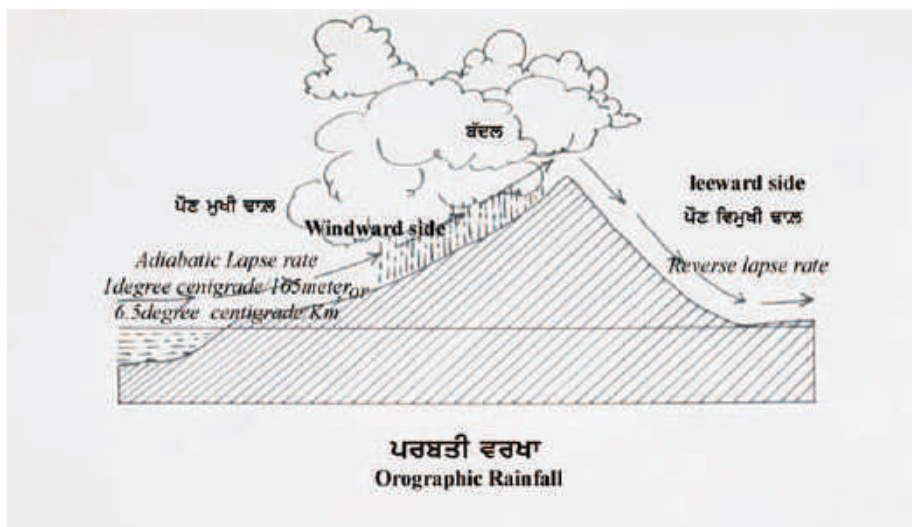 ਬੱਦਲ
ਪੌਣ ਮੁਖੀ ਢਾਲ਼
Windward side
leeward side
ਪੌਣ ਵਿਮੁਖੀ ਢਾਲ਼
Adiabatic Lapse rate
1degree centigrade 165meter or
6.5degree centigrade Km
Reverse lapse rate
ਪਰਬਤੀ ਵਰਖਾ
Orographic Rainfall